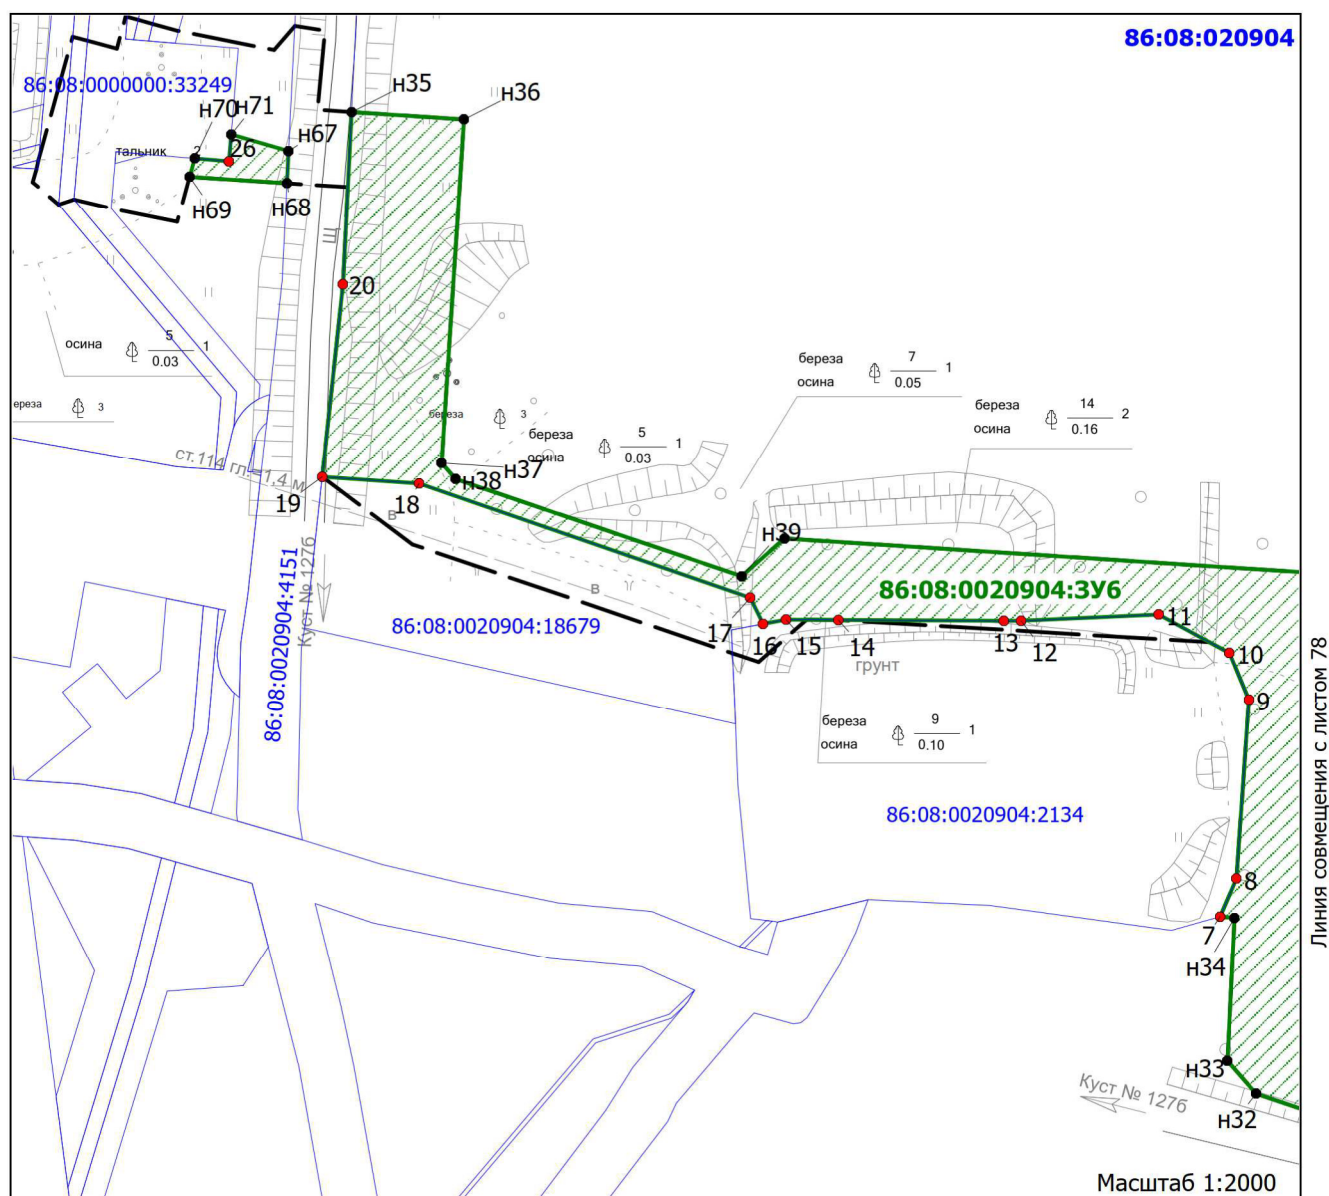 86:08:020904
86:08:0000000:33249
н70
н71
н35
н36
н67
тальник
2
26
н69
н68
Щ
20
осина
5
0.03
1
ереза
3
береза
осина
7
0.05
1
береза
осина
14
0.16
2
береза
3
береза
осина
5
0.03
1
ст.114 гл.=1,4 м
н37
н38
19
18
в
н39
Куст № 127б
86:08:0020904:4151
в
86:08:0020904:ЗУ6
86:08:0020904:18679
17
16
15
14
13
12
11
10
грунт
9
береза
осина
9
0.10
1
86:08:0020904:2134
8
7
н34
н33
Куст № 127б
н32
Линия совмещения с листом 78
Масштаб 1:2000